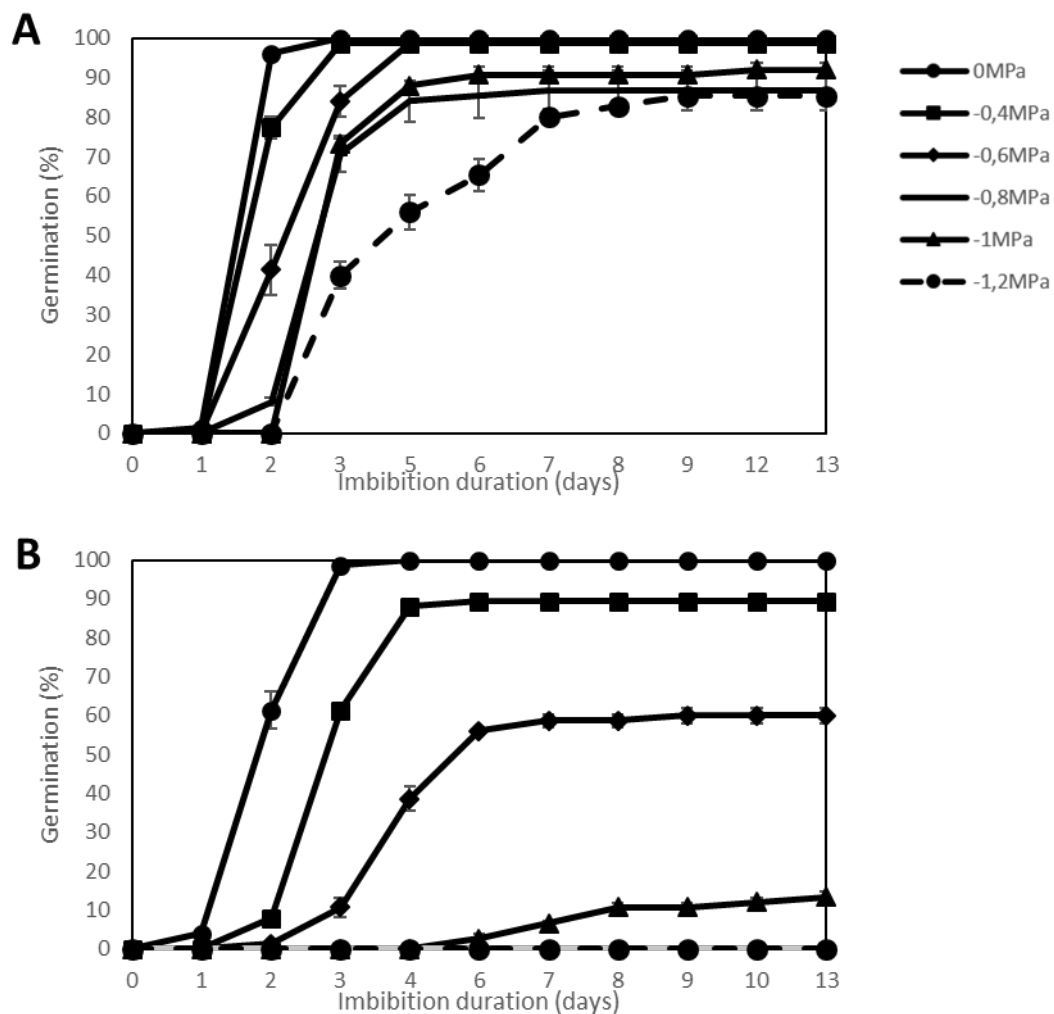 A
100
90
80
70
60
50
40
30
20
10
0
Germination (%)
0 1 2 3 5 6 7 8 9 12 13
Imbibition duration (days)
0MPa
-0,4MPa
-0,6MPa
-0,8MPa
-1MPa
-1,2MPa
B
100
90
80
70
60
50
40
30
20
10
0
Germination (%)
0 1 2 3 4 6 7 8 9 10 13
Imbibition duration (days)